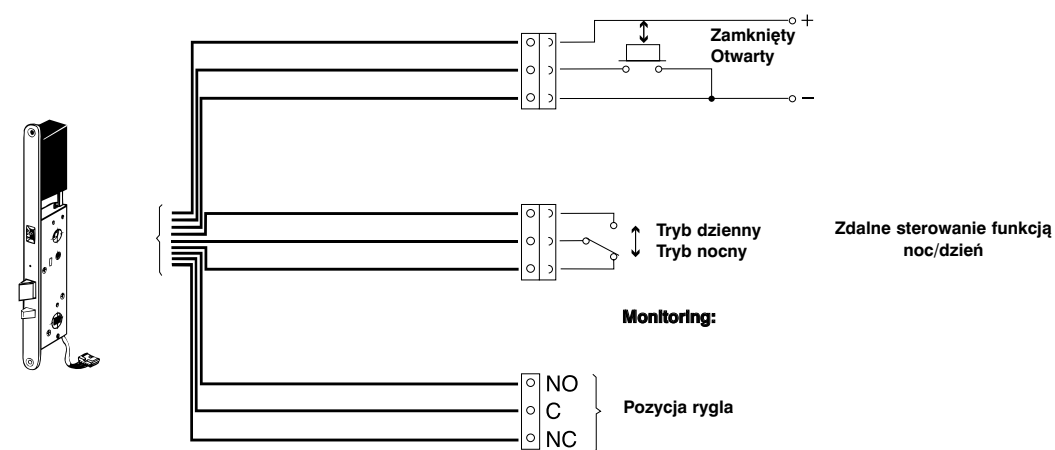 +
Zamknięty
Otwarty
−
Tryb dzienny
Tryb nocny
Zdalne sterowanie funkcją
noc/dzień
Monitoring:
NO
C
NC
Pozycja rygla